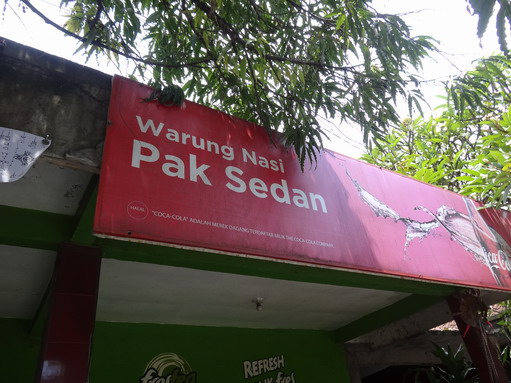 Warung Nasi
Pak Sedan
HALAL
"COCA-COLA" ADALAH MEREK DAGANG TERDAFTAR MILIK THE COCA-COLA COMPANY
REFRESH